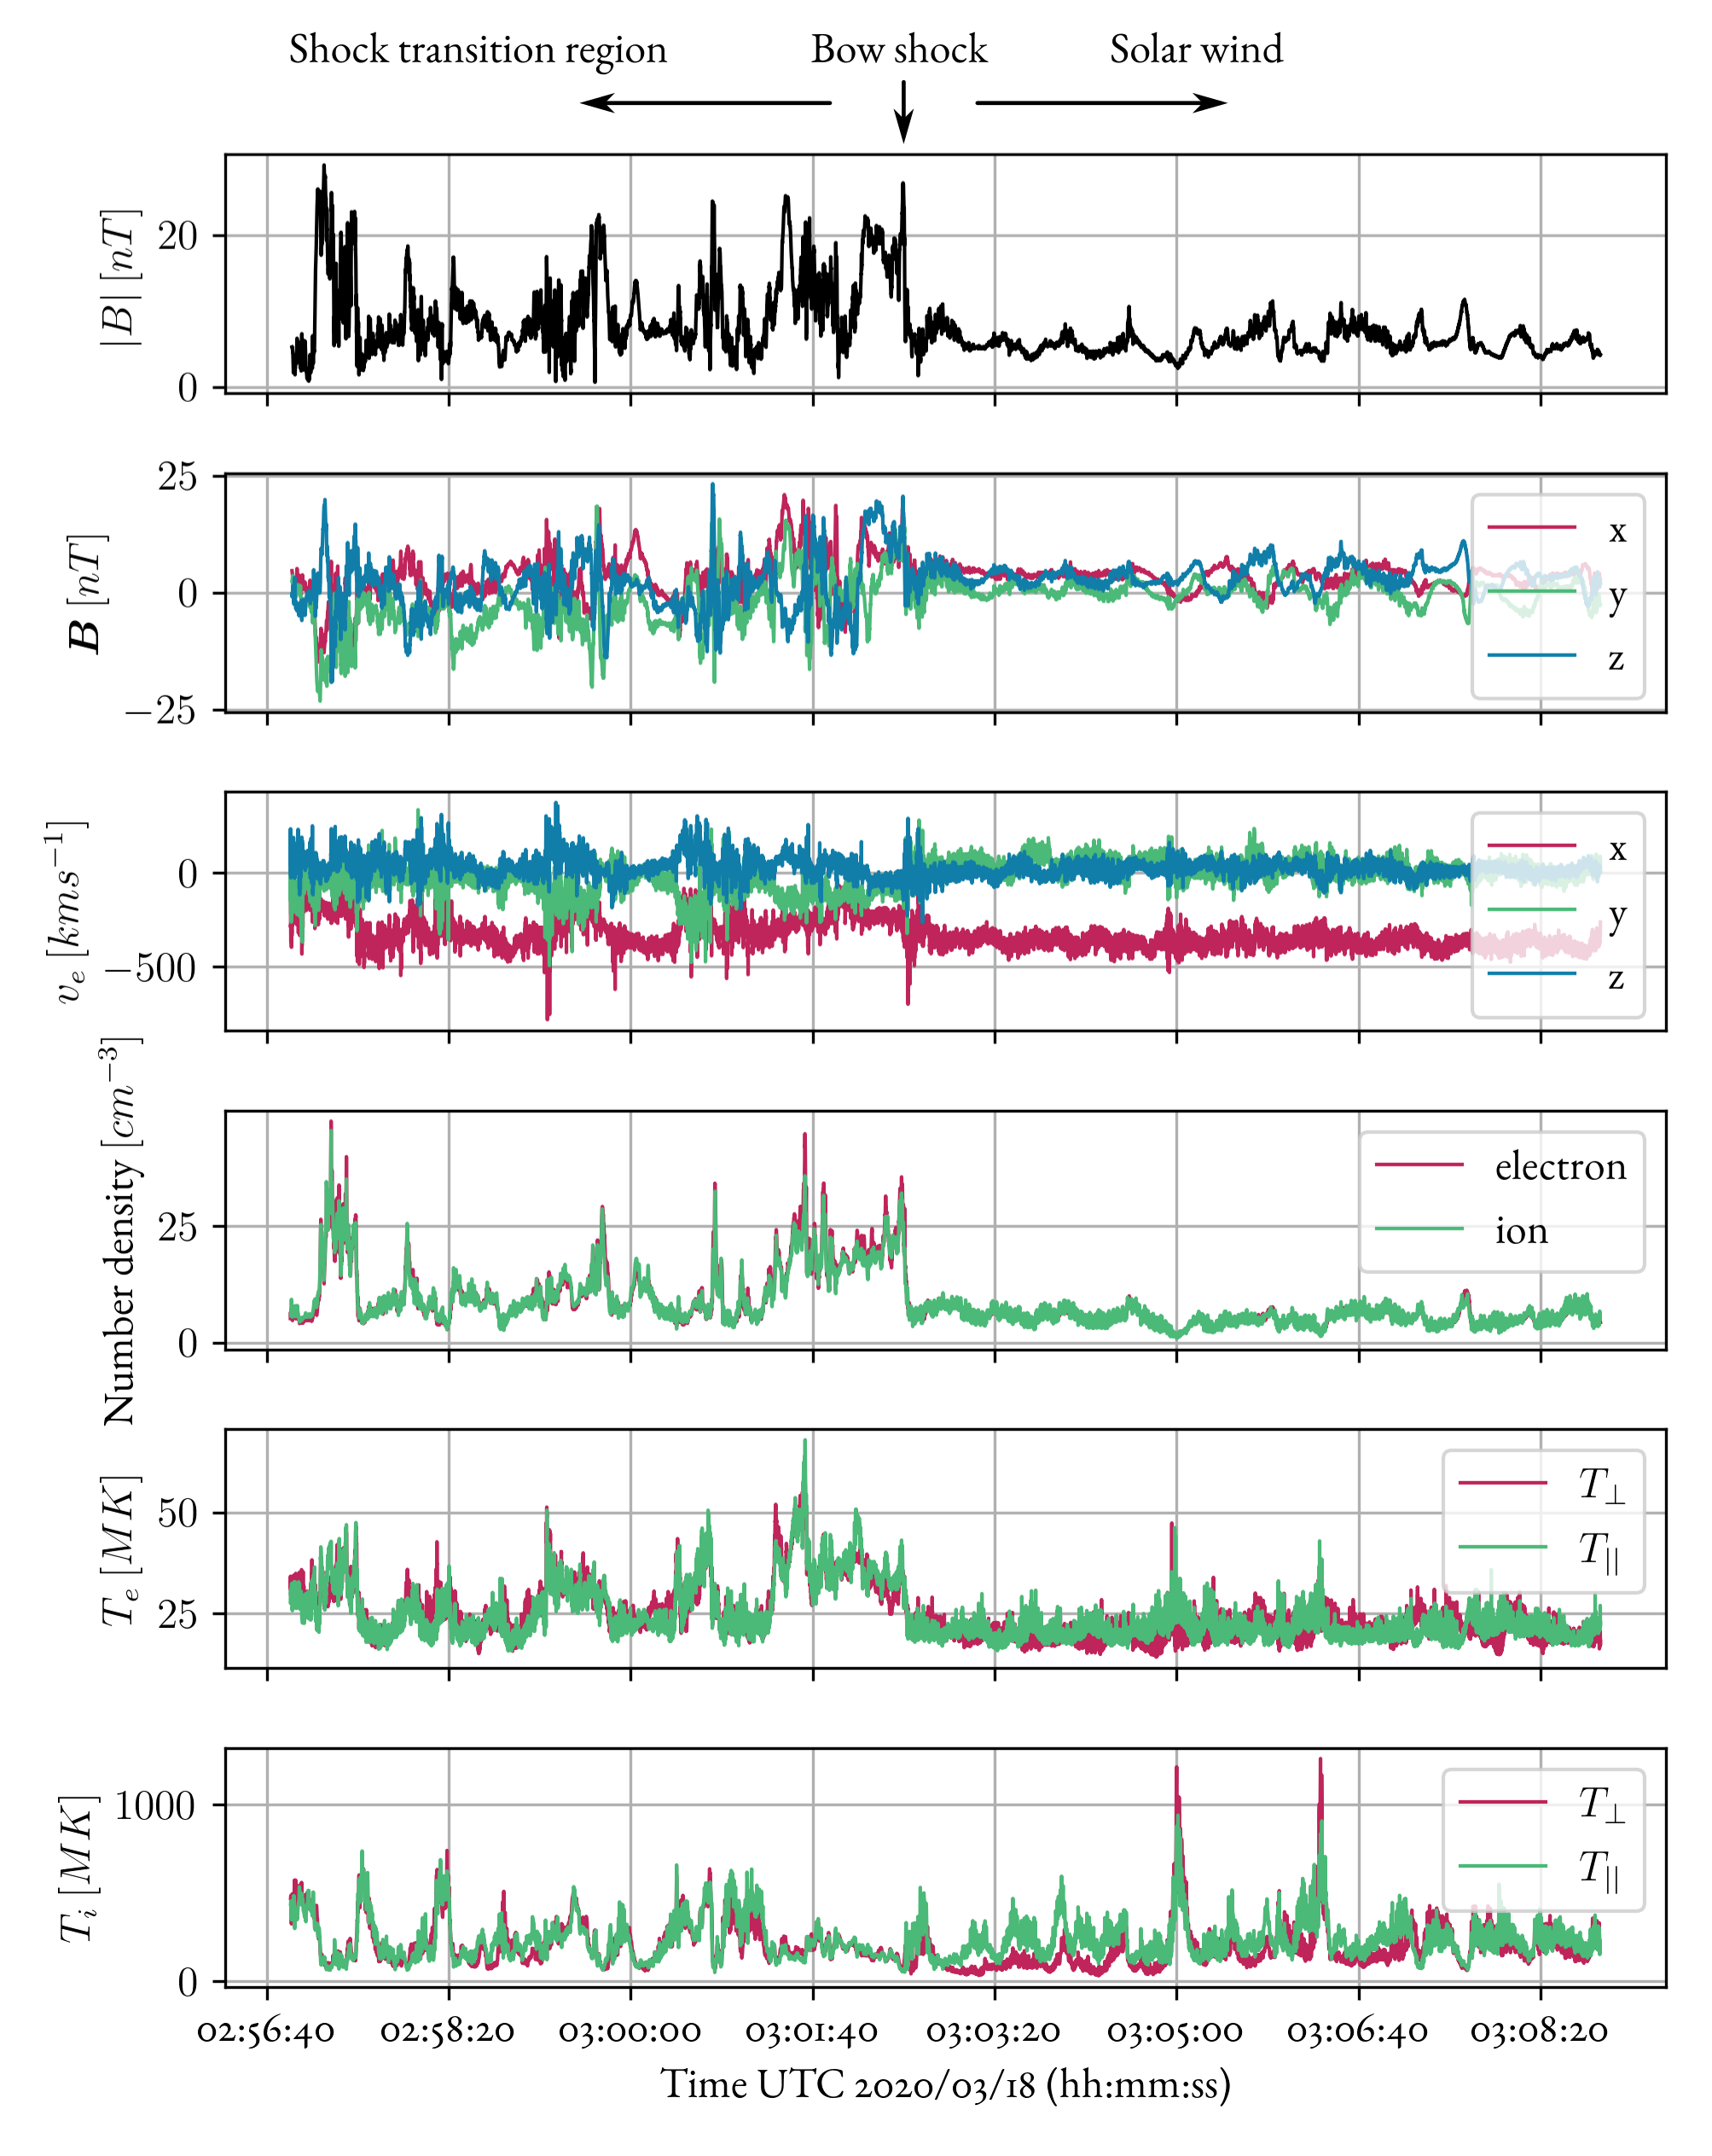 Shock transition region Bow shock Solar wind
|B| [nT]
20
0
B [nT]
25
0
−25
x
y
z
v_e [kms^{−1}]
0
−500
x
y
z
Number density [cm^{−3}]
25
0
electron
ion
T_e [MK]
50
25
T_⊥
T_{||}
T_i [MK]
1000
0
T_⊥
T_{||}
02:56:40 02:58:20 03:00:00 03:01:40 03:03:20 03:05:00 03:06:40 03:08:20
Time UTC 2020/03/18 (hh:mm:ss)